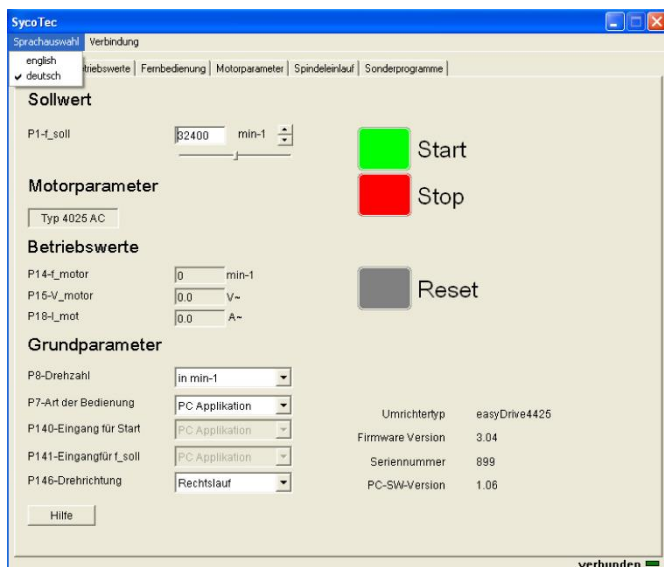 SycoTec
Sprachauswahl Verbindung
english
deutsch
triebswerte Fernbedienung Motorparameter Spindeleinlauf Sonderprogramme
Sollwert
P1-f_soll 32400 min-1
Start
Stop
Motorparameter
Typ 4025 AC
Betriebswerte
P14-f_motor 0 min-1
P15-V_motor 0.0 V~
P18-I_mot 0.0 A~
Reset
Grundparameter
P8-Drehzahl in min-1
P7-Art der Bedienung PC Applikation
P140-Eingang für Start PC Applikation
P141-Eingangfür f_soll PC Applikation
P146-Drehrichtung Rechtslauf
Umrichtertyp easyDrive4425
Firmware Version 3.04
Seriennummer 899
PC-SW-Version 1.06
Hilfe
verbunden